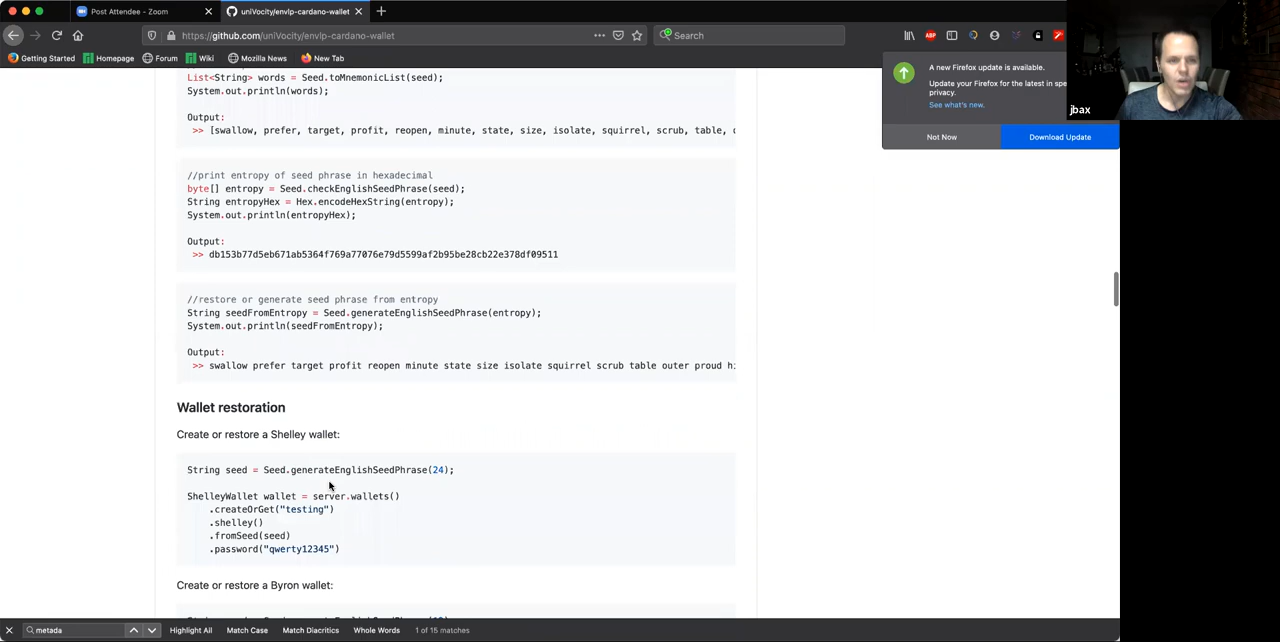 Post Attendee - Zoom
uniVocity/envlp-cardano-wallet
https://github.com/uniVocity/envlp-cardano-wallet
Search
Getting Started
Homepage
Forum
Wiki
Mozilla News
New Tab
A new Firefox update is available.
Upgrade your Firefox for the latest in spe
privacy.
See what's new.
Not Now
Download Update
jbax
List<String> words = Seed.toMnemonicList(seed);
System.out.println(words);
Output:
>> [swallow, prefer, target, profit, reopen, minute, state, size, isolate, squirrel, scrub, table, o
//print entropy of seed phrase in hexadecimal
byte[] entropy = Seed.checkEnglishSeedPhrase(seed);
String entropyHex = Hex.encodeHexString(entropy);
System.out.println(entropyHex);
Output:
>> db153b77d5eb671ab5364f769a77076e79d5599af2b95be28cb22e378df09511
//restore or generate seed phrase from entropy
String seedFromEntropy = Seed.generateEnglishSeedPhrase(entropy);
System.out.println(seedFromEntropy);
Output:
>> swallow prefer target profit reopen minute state size isolate squirrel scrub table outer proud hi
Wallet restoration
Create or restore a Shelley wallet:
String seed = Seed.generateEnglishSeedPhrase(24);
ShelleyWallet wallet = server.wallets()
.createOrGet("testing")
.shelley()
.fromSeed(seed)
.password("qwerty12345")
Create or restore a Byron wallet:
metada
Highlight All
Match Case
Match Diacritics
Whole Words
1 of 15 matches